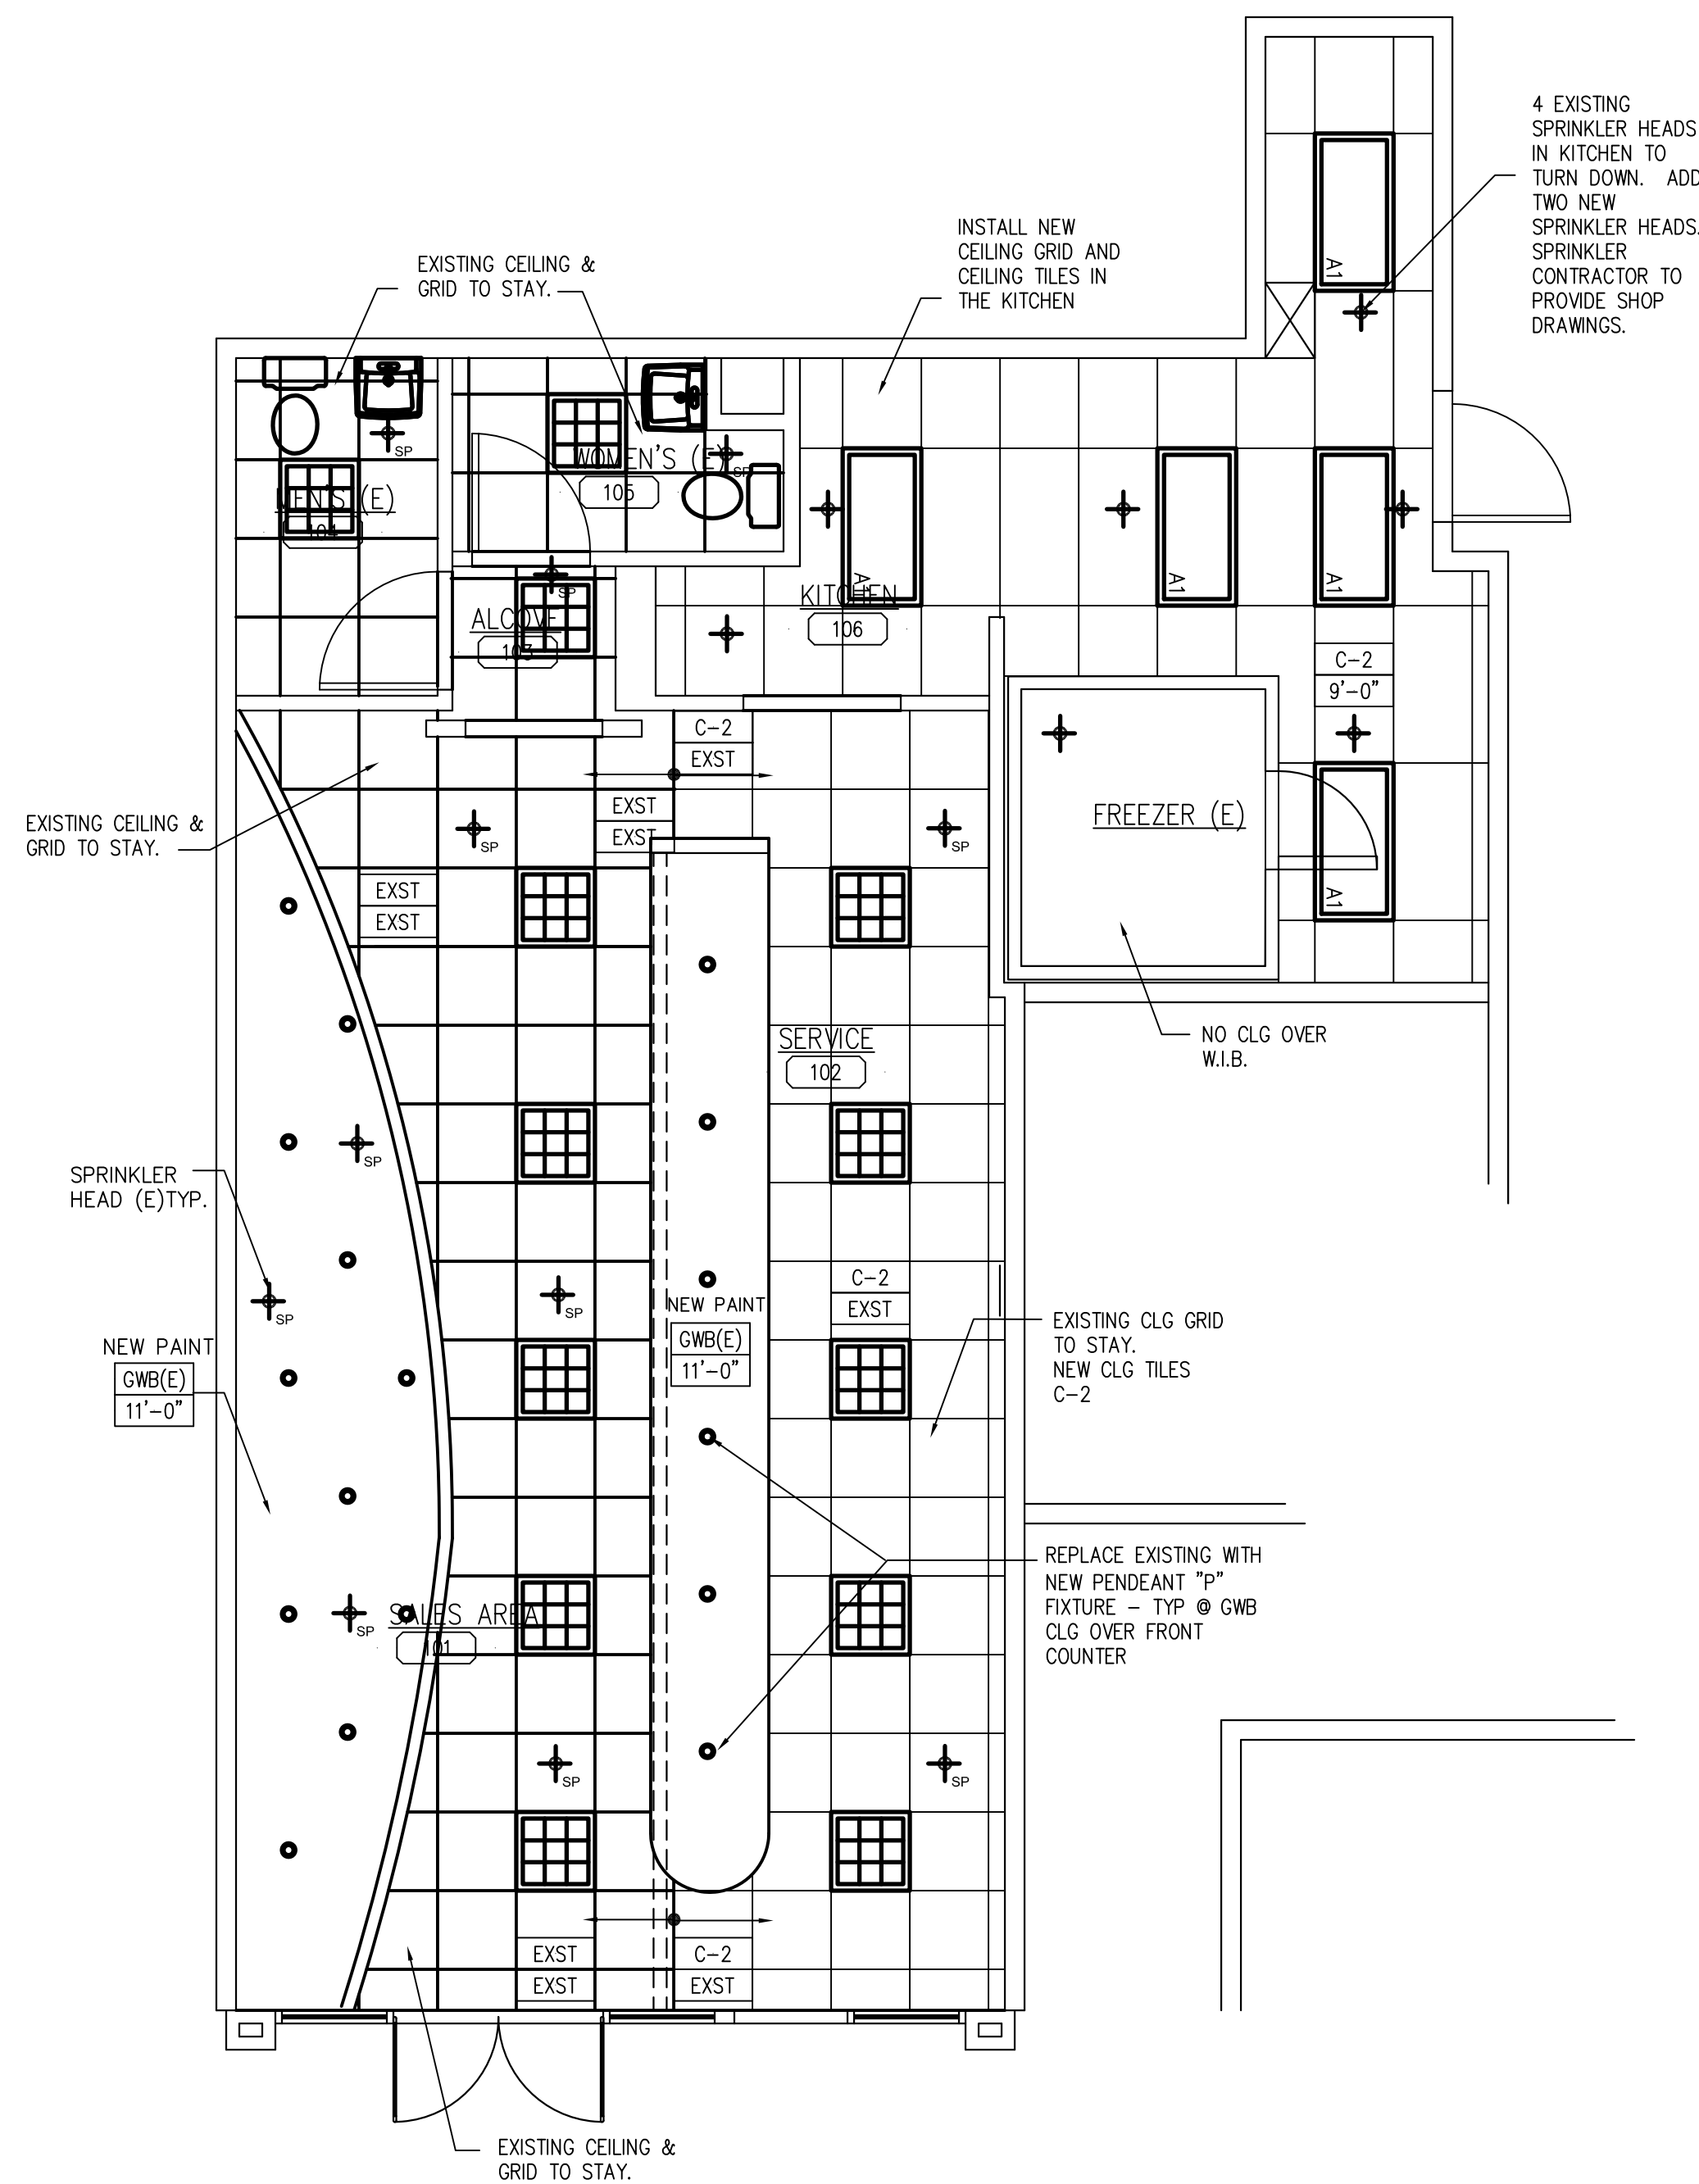 4 EXISTING
SPRINKLER HEADS
IN KITCHEN TO
TURN DOWN. ADD
TWO NEW
SPRINKLER HEADS.
SPRINKLER
CONTRACTOR TO
PROVIDE SHOP
DRAWINGS.
INSTALL NEW
CEILING GRID AND
CEILING TILES IN
THE KITCHEN
EXISTING CEILING &
GRID TO STAY.
A1
SP
SP
WOMEN'S (E)
105
MEN'S (E)
104
A1
A1
A1
SP
KITCHEN
106
ALCOVE
103
C-2
9'-0"
C-2
EXST
EXST
EXST
FREEZER (E)
EXISTING CEILING &
GRID TO STAY.
SP
SP
EXST
EXST
A1
NO CLG OVER
W.I.B.
SERVICE
102
SP
SPRINKLER
HEAD (E)TYP.
C-2
EXST
SP
SP
NEW PAINT
GWB(E)
11'-0"
NEW PAINT
GWB(E)
11'-0"
EXISTING CLG GRID
TO STAY.
NEW CLG TILES
C-2
REPLACE EXISTING WITH
NEW PENDEANT "P"
FIXTURE - TYP @ GWB
CLG OVER FRONT
COUNTER
SP
SALES AREA
101
SP
SP
EXST
EXST
C-2
EXST
EXISTING CEILING &
GRID TO STAY.